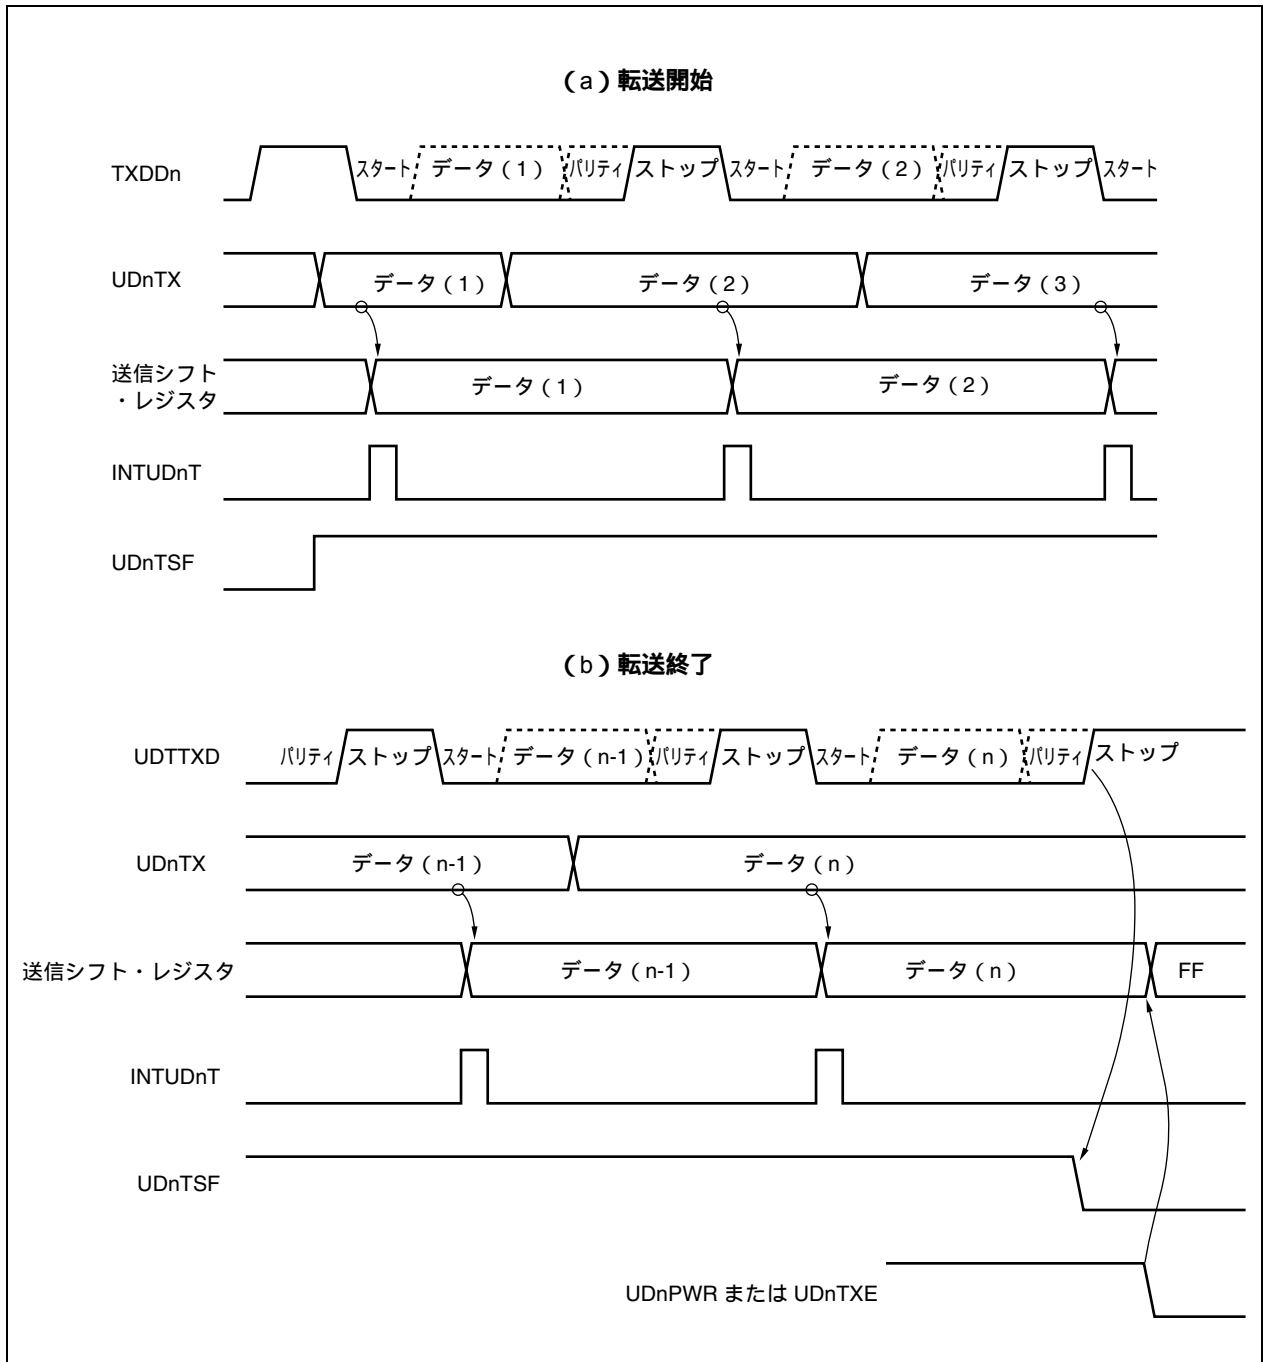 （a）転送開始
TXDDn
スタート データ（1） パリティ ストップ スタート データ（2） パリティ ストップ スタート
UDnTX
データ（1） データ（2） データ（3）
送信シフト
・レジスタ
データ（1） データ（2）
INTUDnT
UDnTSF
（b）転送終了
UDTTXD
パリティ ストップ スタート データ（n-1） パリティ ストップ スタート データ（n） パリティ ストップ
UDnTX
データ（n-1） データ（n）
送信シフト・レジスタ
データ（n-1） データ（n） FF
INTUDnT
UDnTSF
UDnPWR または UDnTXE